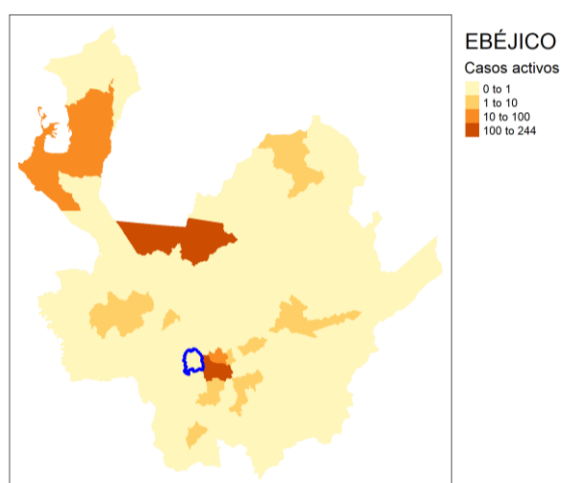 EBÉJICO
Casos activos
0 to 1
1 to 10
10 to 100
100 to 244